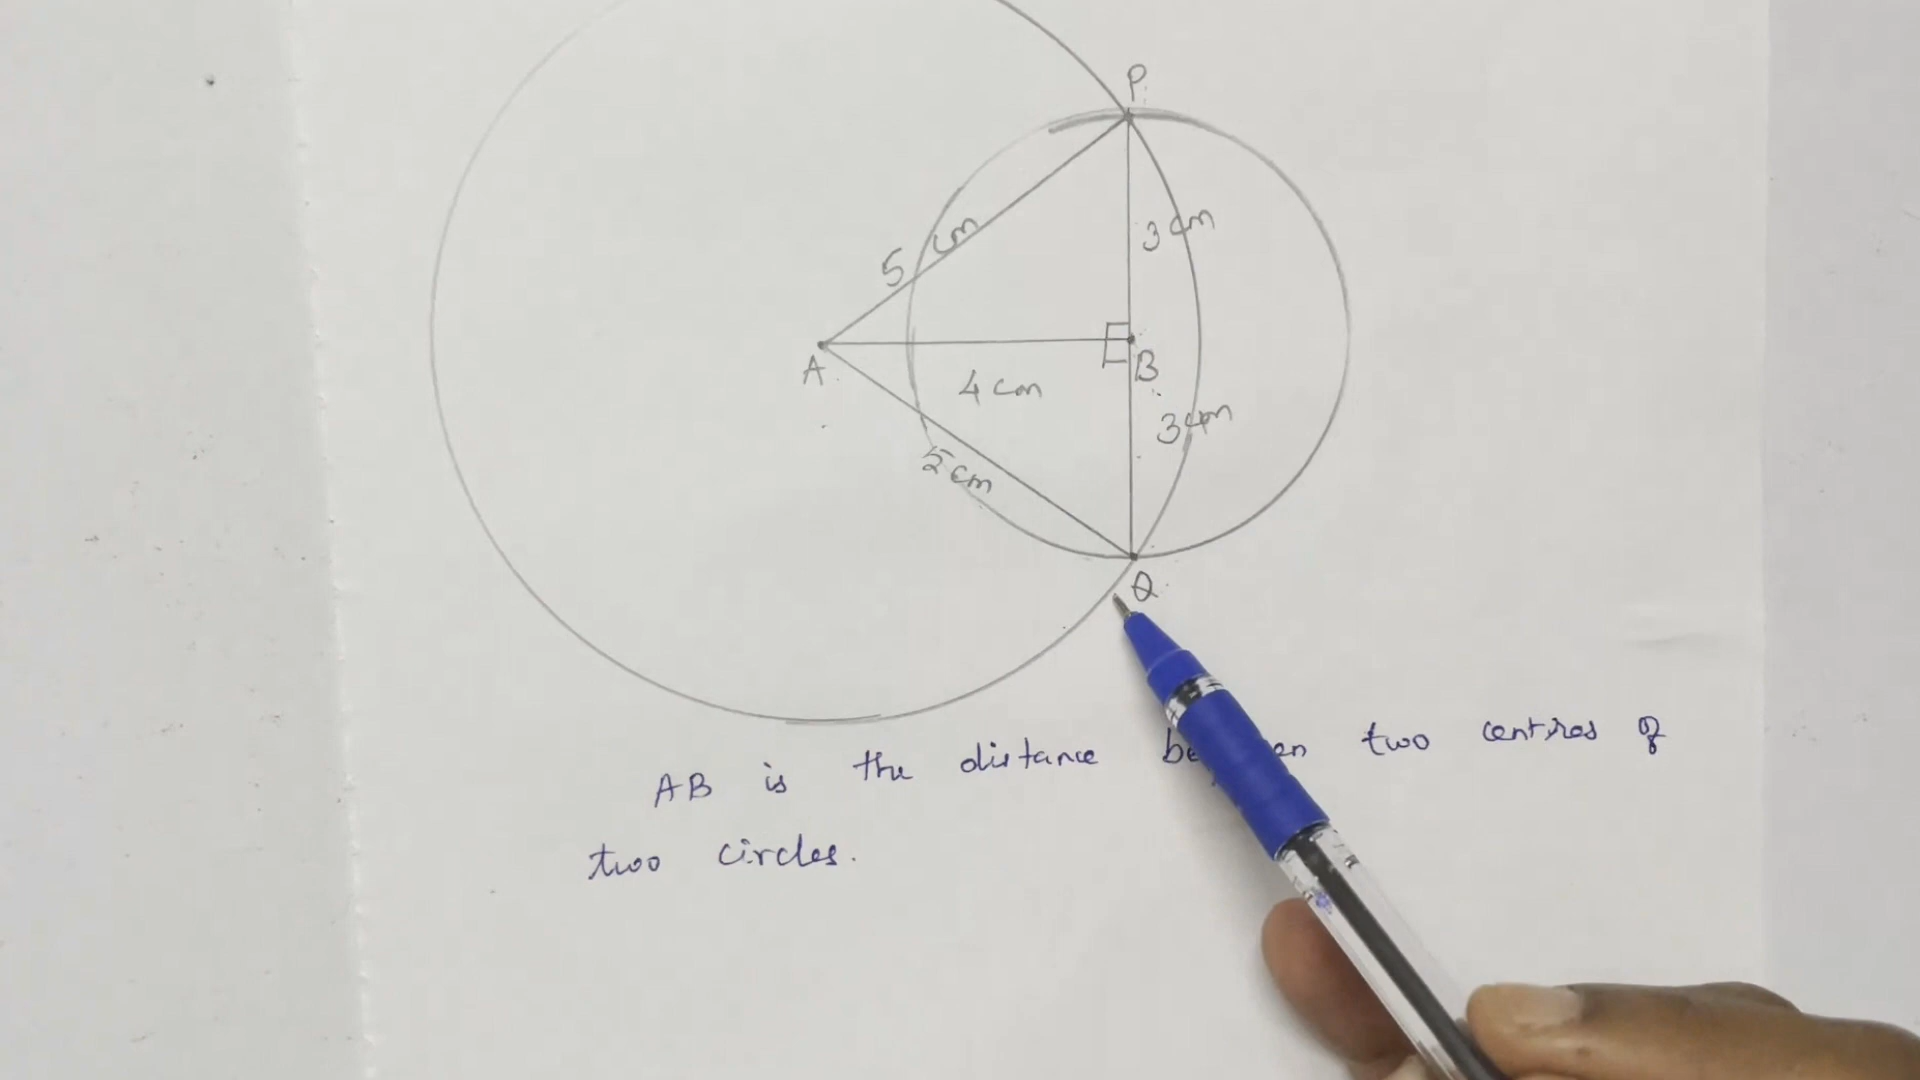 P
5 cm
3 cm
A
B
4 cm
3 cm
5 cm
Q
AB is the distance two centres of
two circles.